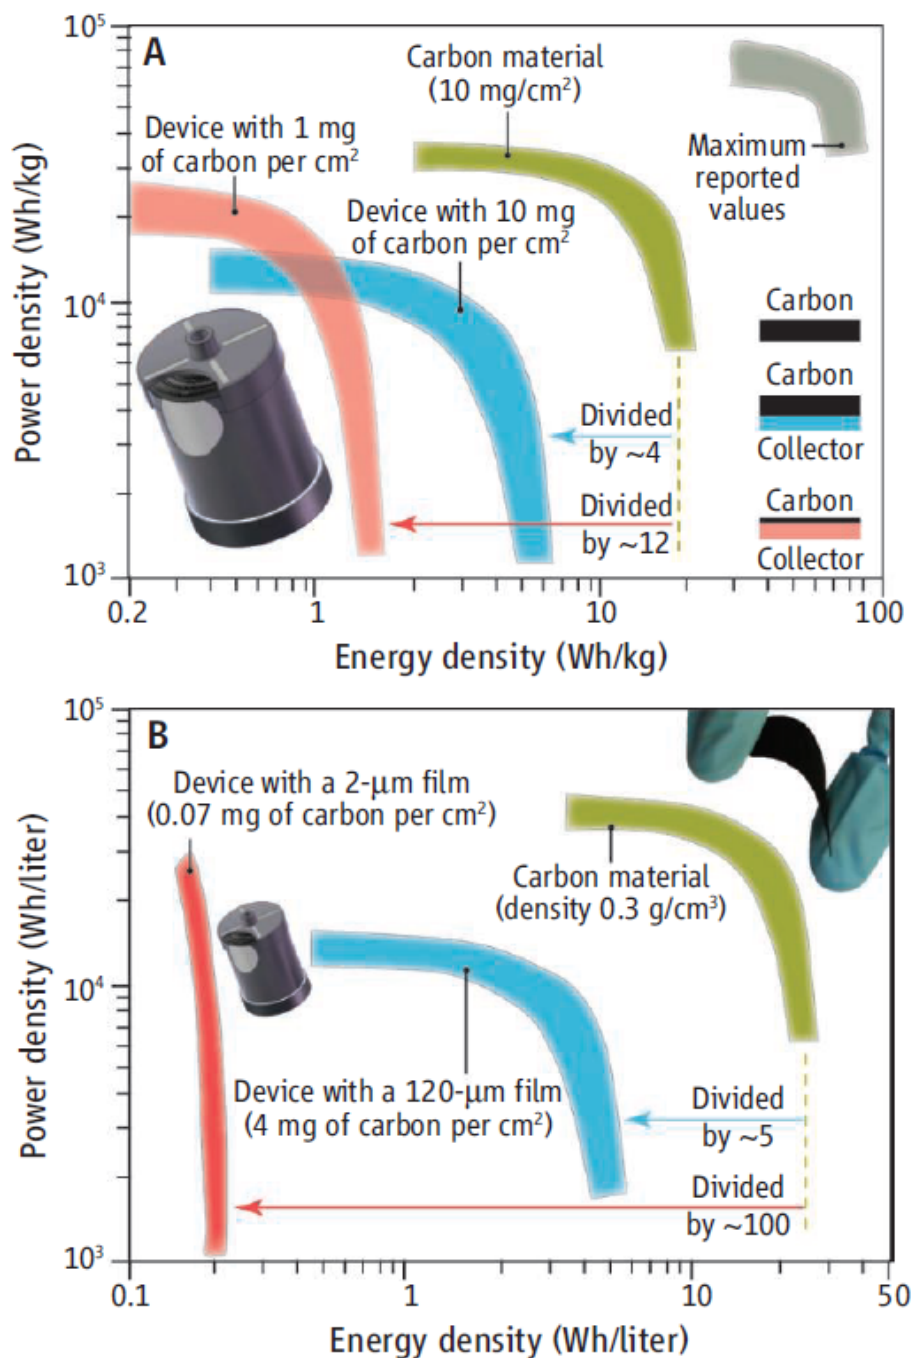 10⁵
A
Carbon material
(10 mg/cm²)
Device with 1 mg
of carbon per cm²
Maximum
reported
values
Device with 10 mg
of carbon per cm²
Power density (Wh/kg)
10⁴
Carbon
Carbon
Collector
Divided
by ~4
Carbon
Collector
Divided
by ~12
10³
0.2
1
10
100
Energy density (Wh/kg)
10⁵
B
Device with a 2-μm film
(0.07 mg of carbon per cm²)
Carbon material
(density 0.3 g/cm³)
Power density (Wh/liter)
10⁴
Device with a 120-μm film
(4 mg of carbon per cm²)
Divided
by ~5
Divided
by ~100
10³
0.1
1
10
50
Energy density (Wh/liter)